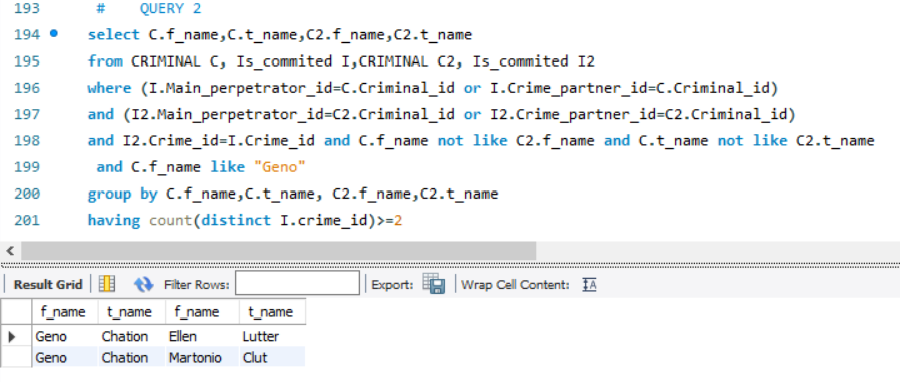 193 # QUERY 2
194 select C.f_name,C.t_name,C2.f_name,C2.t_name
195 from CRIMINAL C, Is_commited I,CRIMINAL C2, Is_commited I2
196 where (I.Main_perpetrator_id=C.Criminal_id or I.Crime_partner_id=C.Criminal_id)
197 and (I2.Main_perpetrator_id=C2.Criminal_id or I2.Crime_partner_id=C2.Criminal_id)
198 and I2.Crime_id=I.Crime_id and C.f_name not like C2.f_name and C.t_name not like C2.t_name
199 and C.f_name like "Geno"
200 group by C.f_name,C.t_name, C2.f_name,C2.t_name
201 having count(distinct I.crime_id)>=2
Result Grid Filter Rows: Export: Wrap Cell Content: IA
f_name t_name f_name t_name
Geno Chation Ellen Lutter
Geno Chation Martonio Clut